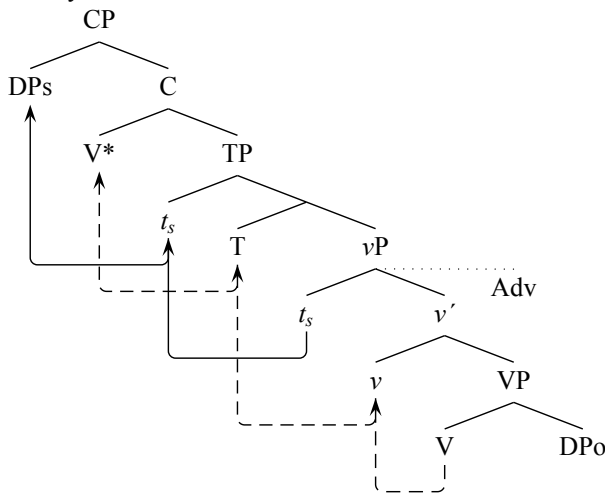 CP
DPs C
V* TP
t_s
T vP
Adv
t_s v´
v VP
V DPo